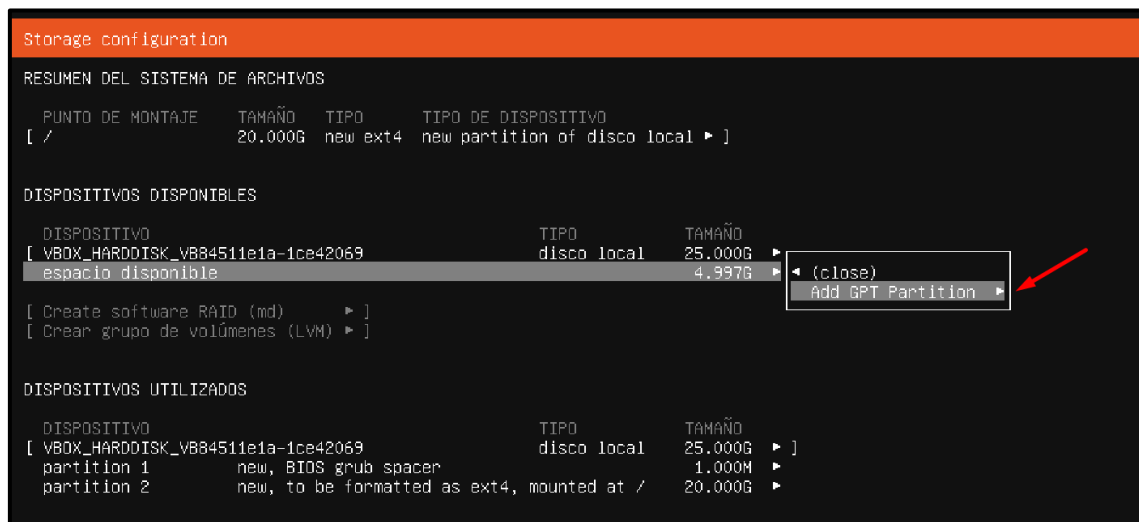 Storage configuration
RESUMEN DEL SISTEMA DE ARCHIVOS
PUNTO DE MONTAJE TAMAÑO TIPO TIPO DE DISPOSITIVO
[ / 20.000G new ext4 new partition of disco local ▸ ]
DISPOSITIVOS DISPONIBLES
DISPOSITIVO TIPO TAMAÑO
[ VBOX_HARDDISK_VB84511e1a-1ce42069 disco local 25.000G ▸
espacio disponible 4.997G ▸
◂ (close)
Add GPT Partition ▸
[ Create software RAID (md) ▸ ]
[ Crear grupo de volúmenes (LVM) ▸ ]
DISPOSITIVOS UTILIZADOS
DISPOSITIVO TIPO TAMAÑO
[ VBOX_HARDDISK_VB84511e1a-1ce42069 disco local 25.000G ▸ ]
partition 1 new, BIOS grub spacer 1.000M ▸
partition 2 new, to be formatted as ext4, mounted at / 20.000G ▸